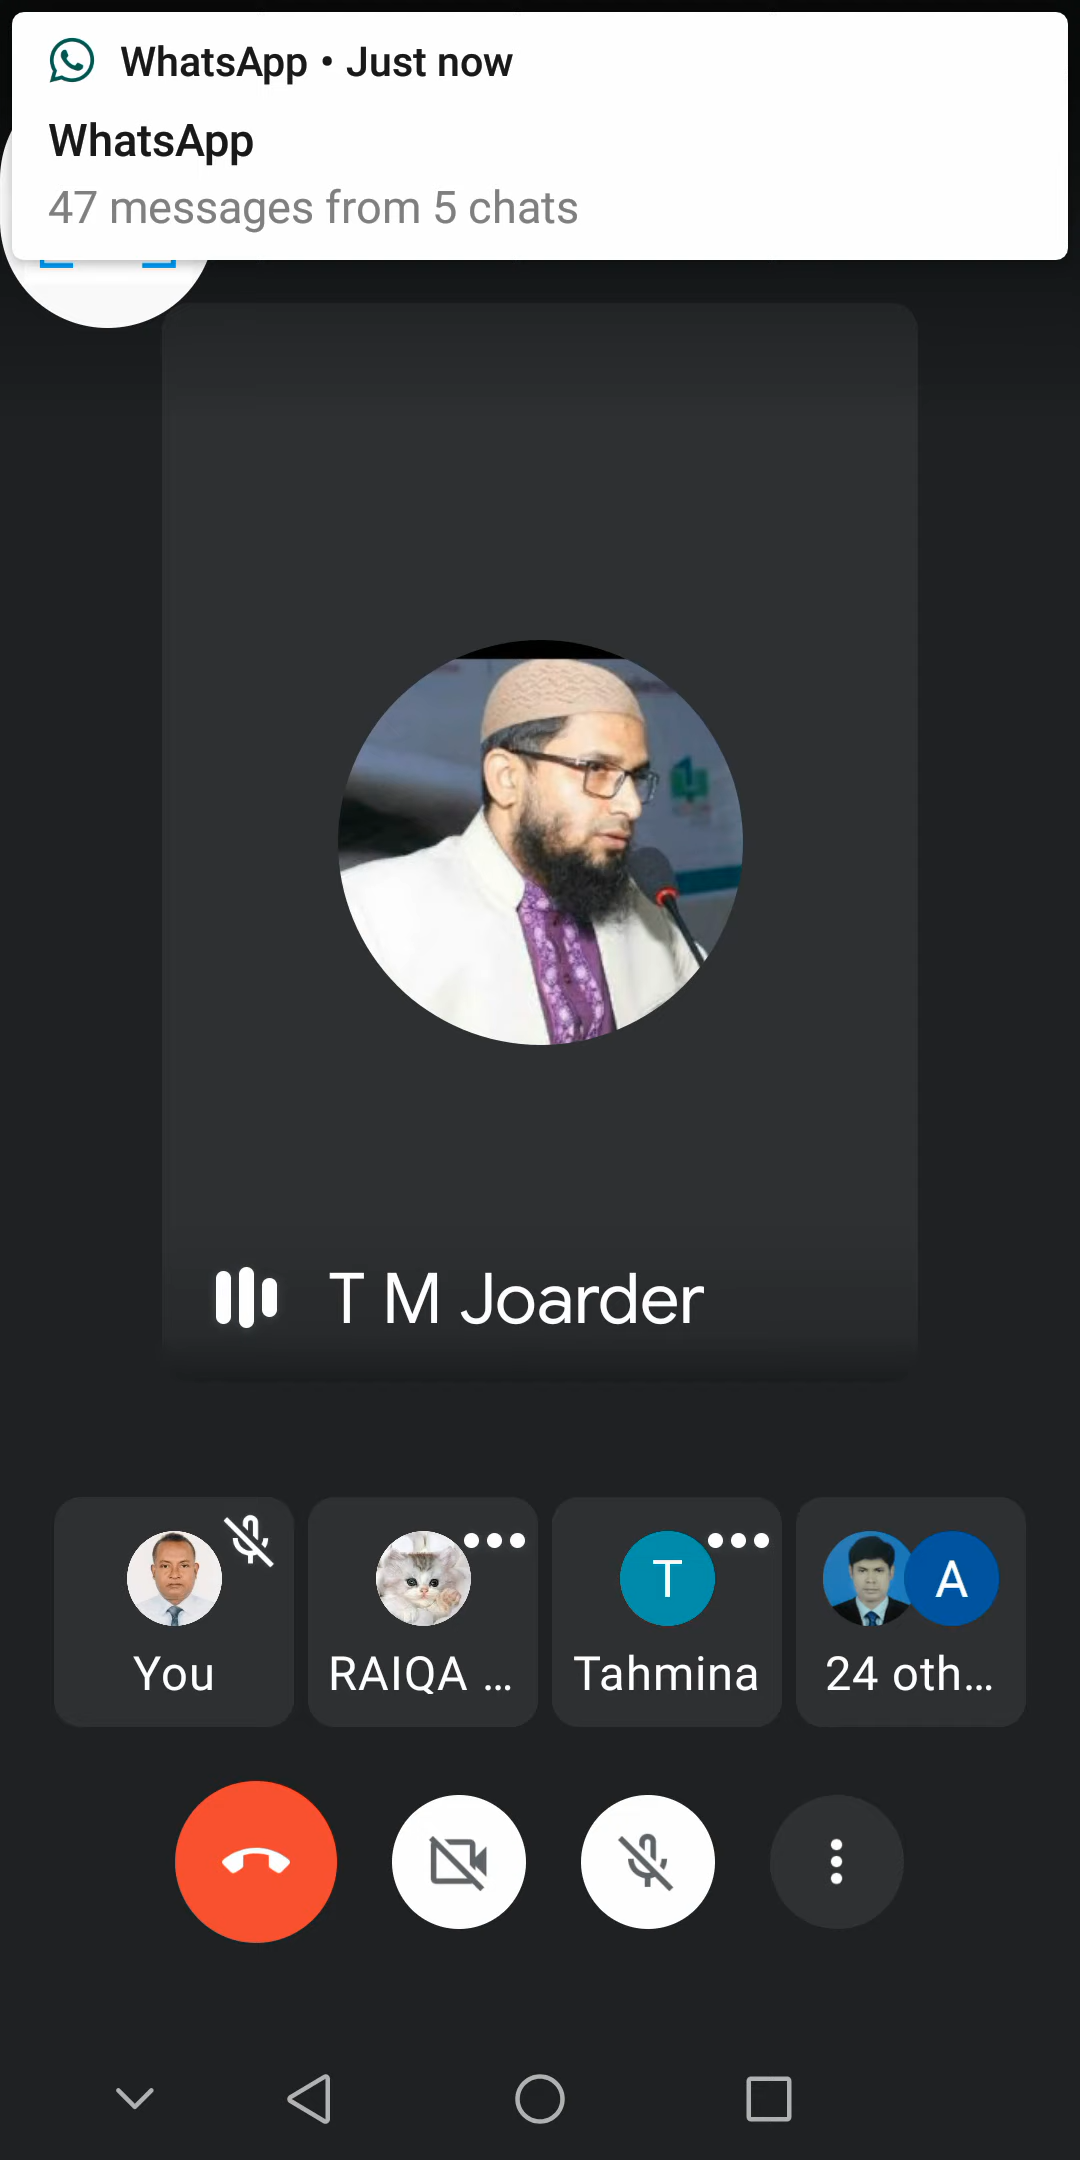 WhatsApp • Just now
WhatsApp
47 messages from 5 chats
T M Joarder
You
RAIQA ...
T
Tahmina
A
24 oth...